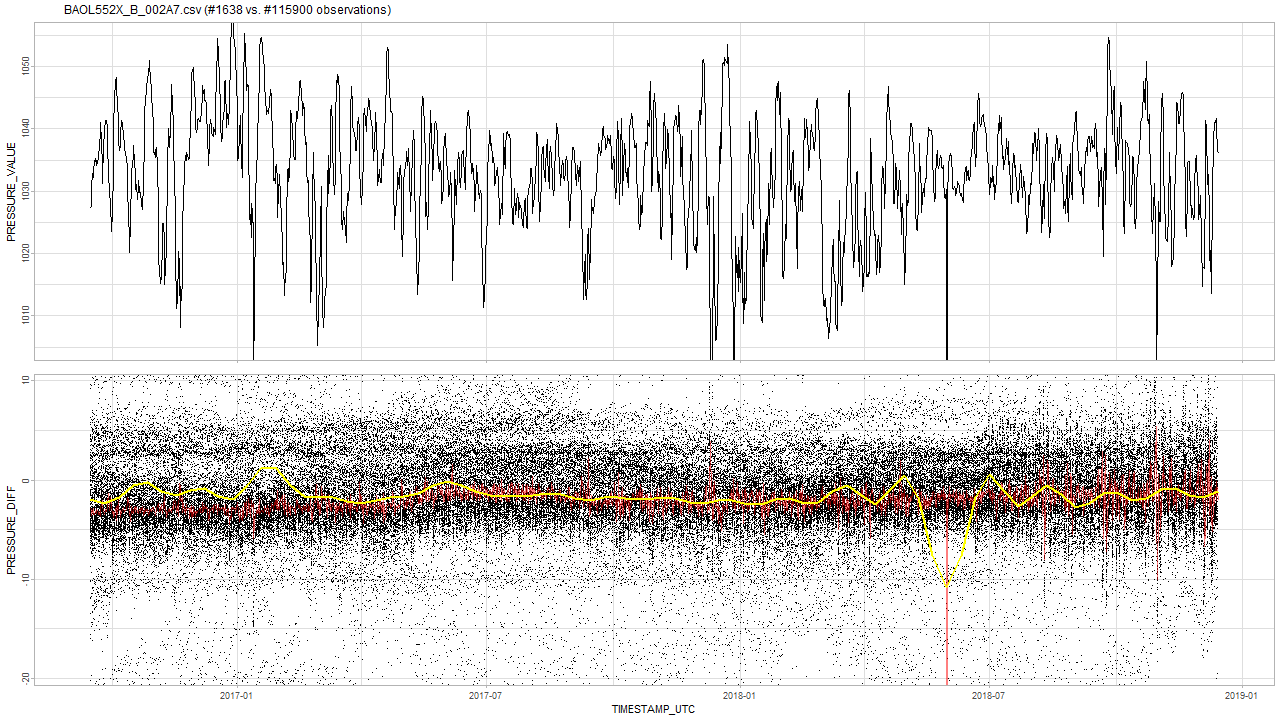 BAOL552X_B_002A7.csv (#1638 vs. #115900 observations)
PRESSURE_VALUE
1050
1040
1030
1020
1010
PRESSURE_DIFF
10
0
-10
-20
2017-01 2017-07 2018-01 2018-07 2019-01
TIMESTAMP_UTC